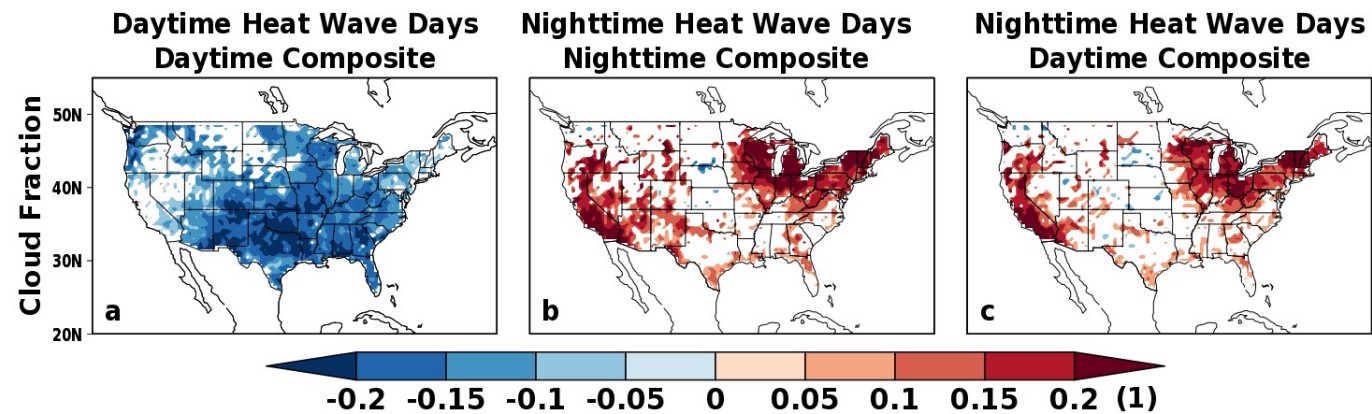 Daytime Heat Wave Days
Daytime Composite
Nighttime Heat Wave Days
Nighttime Composite
Nighttime Heat Wave Days
Daytime Composite
Cloud Fraction
50N
40N
30N
20N
a
b
c
-0.2 -0.15 -0.1 -0.05 0 0.05 0.1 0.15 0.2 (1)